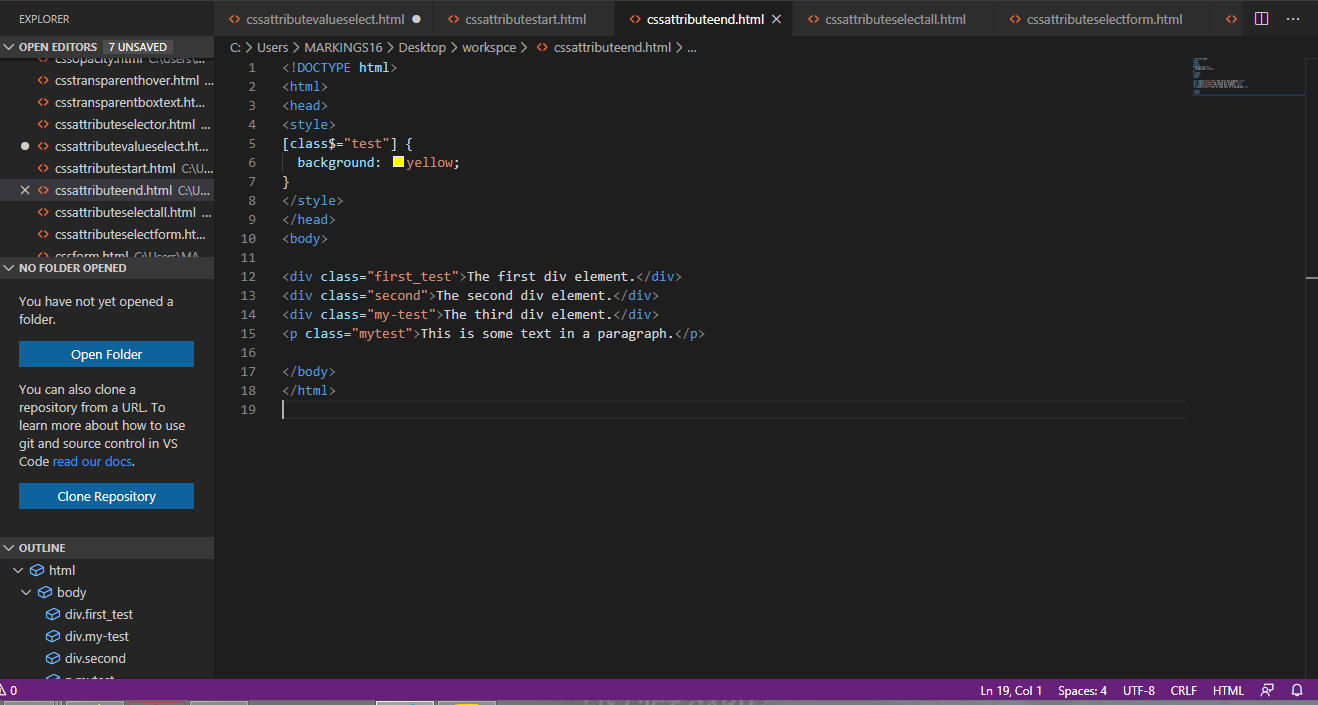 EXPLORER
OPEN EDITORS 7 UNSAVED
cssopacity.html C:\Users\...
csstransparenthover.html ...
csstransparentboxtext.ht...
cssattributeselector.html ...
cssattributevalueselect.ht...
cssattributestart.html C:\U...
cssattributeend.html C:\U...
cssattributeselectall.html ...
cssattributeselectform.ht...
cssform.html C:\Users\MA...
NO FOLDER OPENED
You have not yet opened a
folder.
Open Folder
You can also clone a
repository from a URL. To
learn more about how to use
git and source control in VS
Code read our docs.
Clone Repository
OUTLINE
html
body
div.first_test
div.my-test
div.second
p.mytest
cssattributevalueselect.html
cssattributestart.html
cssattributeend.html
cssattributeselectall.html
cssattributeselectform.html
C: > Users > MARKINGS16 > Desktop > workspce > cssattributeend.html > ...
1 <!DOCTYPE html>
2 <html>
3 <head>
4 <style>
5 [class$="test"] {
6   background: yellow;
7 }
8 </style>
9 </head>
10 <body>
11
12 <div class="first_test">The first div element.</div>
13 <div class="second">The second div element.</div>
14 <div class="my-test">The third div element.</div>
15 <p class="mytest">This is some text in a paragraph.</p>
16
17 </body>
18 </html>
19
0
Ln 19, Col 1 Spaces: 4 UTF-8 CRLF HTML